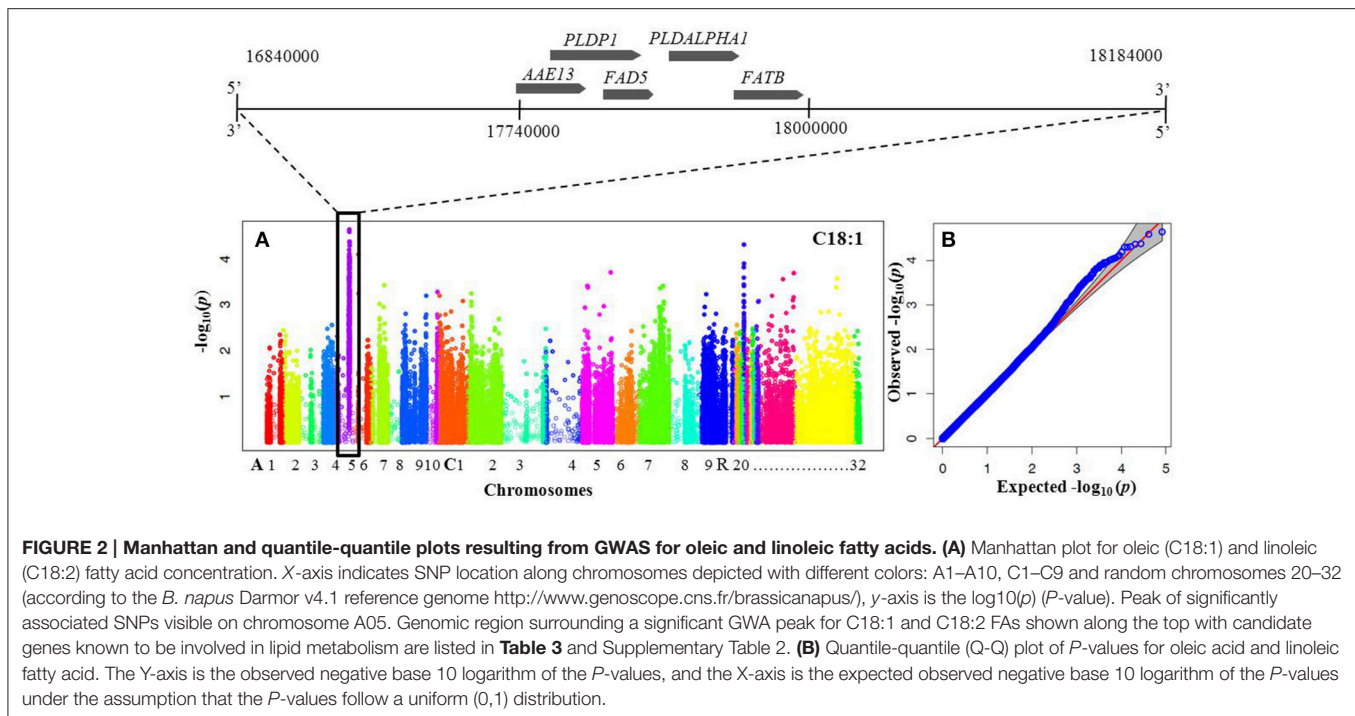 PLDP1 PLDALPHA1
16840000 18184000
AAE13 FAD5 FATB
5’ 3’
3’ 17740000 18000000 5’
A C18:1
-log10(p)
4
3
2
1
A 1 2 3 4 5 6 7 8 9 10 C1 2 3 4 5 6 7 8 9 R 20 .................. 32
Chromosomes
B
Observed -log10(p)
4
3
2
1
0
0 1 2 3 4 5
Expected -log10(p)
FIGURE 2 | Manhattan and quantile-quantile plots resulting from GWAS for oleic and linoleic fatty acids. (A) Manhattan plot for oleic (C18:1) and linoleic
(C18:2) fatty acid concentration. X-axis indicates SNP location along chromosomes depicted with different colors: A1–A10, C1–C9 and random chromosomes 20–32
(according to the B. napus Darmor v4.1 reference genome http://www.genoscope.cns.fr/brassicanapus/), y-axis is the log10(p) (P-value). Peak of significantly
associated SNPs visible on chromosome A05. Genomic region surrounding a significant GWA peak for C18:1 and C18:2 FAs shown along the top with candidate
genes known to be involved in lipid metabolism are listed in Table 3 and Supplementary Table 2. (B) Quantile-quantile (Q-Q) plot of P-values for oleic acid and linoleic
fatty acid. The Y-axis is the observed negative base 10 logarithm of the P-values, and the X-axis is the expected observed negative base 10 logarithm of the P-values
under the assumption that the P-values follow a uniform (0,1) distribution.